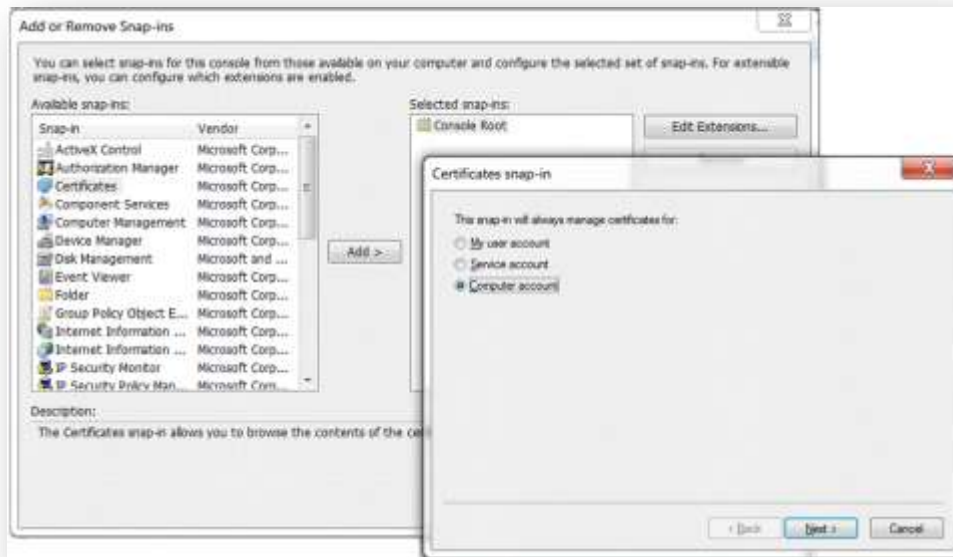 Add or Remove Snap-ins
You can select snap-ins for this console from those available on your computer and configure the selected set of snap-ins. For extensible
snap-ins, you can configure which extensions are enabled.
Available snap-ins:
Selected snap-ins:
Snap-in Vendor
Console Root
Edit Extensions...
ActiveX Control Microsoft Corp...
Authorization Manager Microsoft Corp...
Certificates Microsoft Corp...
Component Services Microsoft Corp...
Computer Management Microsoft Corp...
Device Manager Microsoft Corp...
Disk Management Microsoft and ...
Event Viewer Microsoft Corp...
Folder Microsoft Corp...
Group Policy Object E... Microsoft Corp...
Internet Information ... Microsoft Corp...
Internet Information ... Microsoft Corp...
IP Security Monitor Microsoft Corp...
IP Security Policy Man... Microsoft Corp...
Add >
Description:
The Certificates snap-in allows you to browse the contents of the
Certificates snap-in
This snap-in will always manage certificates for:
My user account
Service account
Computer account
< Back Next > Cancel